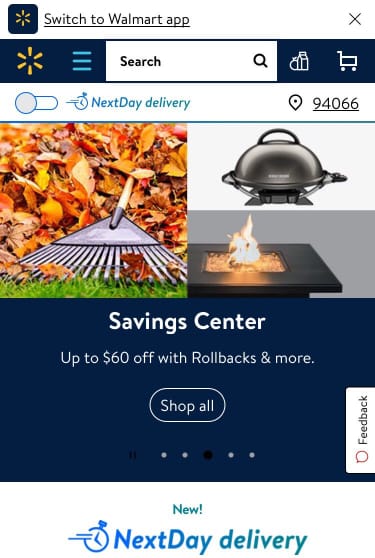 Switch to Walmart app
Search
NextDay delivery
94066
Savings Center
Up to $60 off with Rollbacks & more.
Shop all
Feedback
New!
NextDay delivery